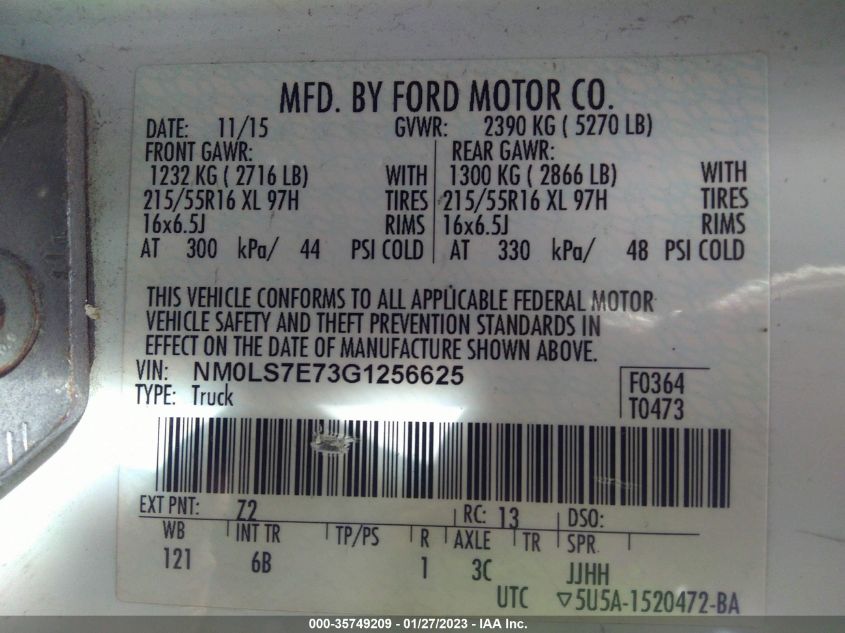 MFD. BY FORD MOTOR CO.
DATE: 11/15 GVWR: 2390 KG ( 5270 LB)
FRONT GAWR: REAR GAWR:
1232 KG ( 2716 LB) WITH 1300 KG ( 2866 LB) WITH
215/55R16 XL 97H TIRES 215/55R16 XL 97H TIRES
16x6.5J RIMS 16x6.5J RIMS
AT 300 kPa/ 44 PSI COLD AT 330 kPa/ 48 PSI COLD
THIS VEHICLE CONFORMS TO ALL APPLICABLE FEDERAL MOTOR
VEHICLE SAFETY AND THEFT PREVENTION STANDARDS IN
EFFECT ON THE DATE OF MANUFACTURE SHOWN ABOVE.
VIN: NM0LS7E73G1256625 F0364
TYPE: Truck T0473
EXT PNT: Z2 RC: 13 DSO:
WB INT TR TP/PS R AXLE TR SPR
121 6B 1 3C JJHH
UTC ▽5U5A-1520472-BA
000-35749209 - 01/27/2023 - IAA Inc.